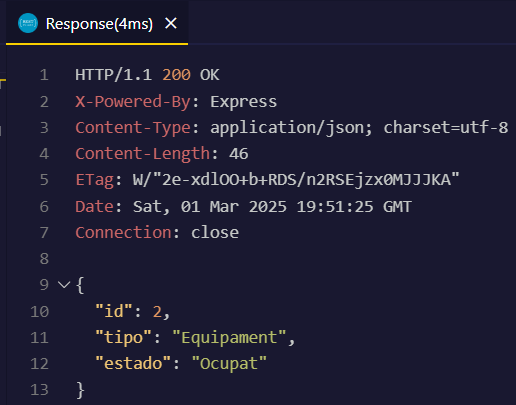 Response(4ms)
1 HTTP/1.1 200 OK
2 X-Powered-By: Express
3 Content-Type: application/json; charset=utf-8
4 Content-Length: 46
5 ETag: W/"2e-xdlOO+b+RDS/n2RSEjzx0MJJJKA"
6 Date: Sat, 01 Mar 2025 19:51:25 GMT
7 Connection: close
8
9 {
10 "id": 2,
11 "tipo": "Equipament",
12 "estado": "Ocupat"
13 }